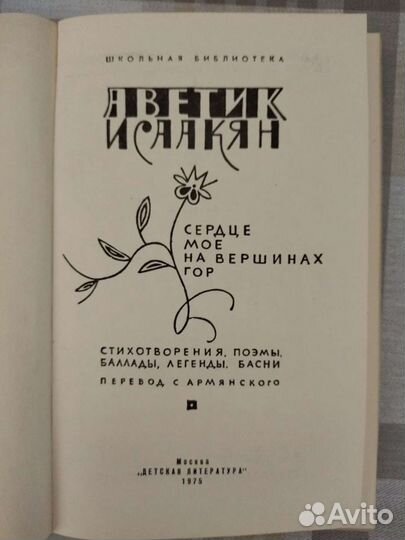 ШКОЛЬНАЯ БИБЛИОТЕКА
АВЕТИК
ИСААКЯН
СЕРДЦЕ
МОЕ
НА ВЕРШИНАХ
ГОР
СТИХОТВОРЕНИЯ, ПОЭМЫ,
БАЛЛАДЫ, ЛЕГЕНДЫ, БАСНИ
ПЕРЕВОД С АРМЯНСКОГО
Москва
„ДЕТСКАЯ ЛИТЕРАТУРА"
1975
Avito